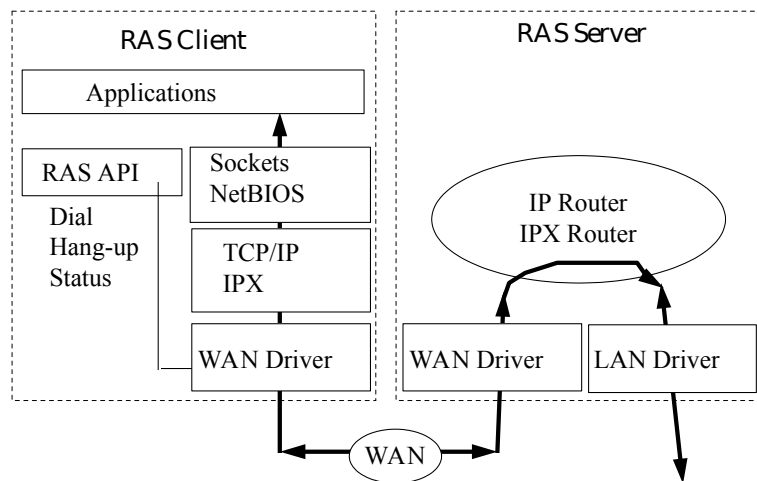 RAS Client
Applications
RAS API
Dial
Hang-up
Status
Sockets
NetBIOS
TCP/IP
IPX
WAN Driver
RAS Server
IP Router
IPX Router
WAN Driver
LAN Driver
WAN